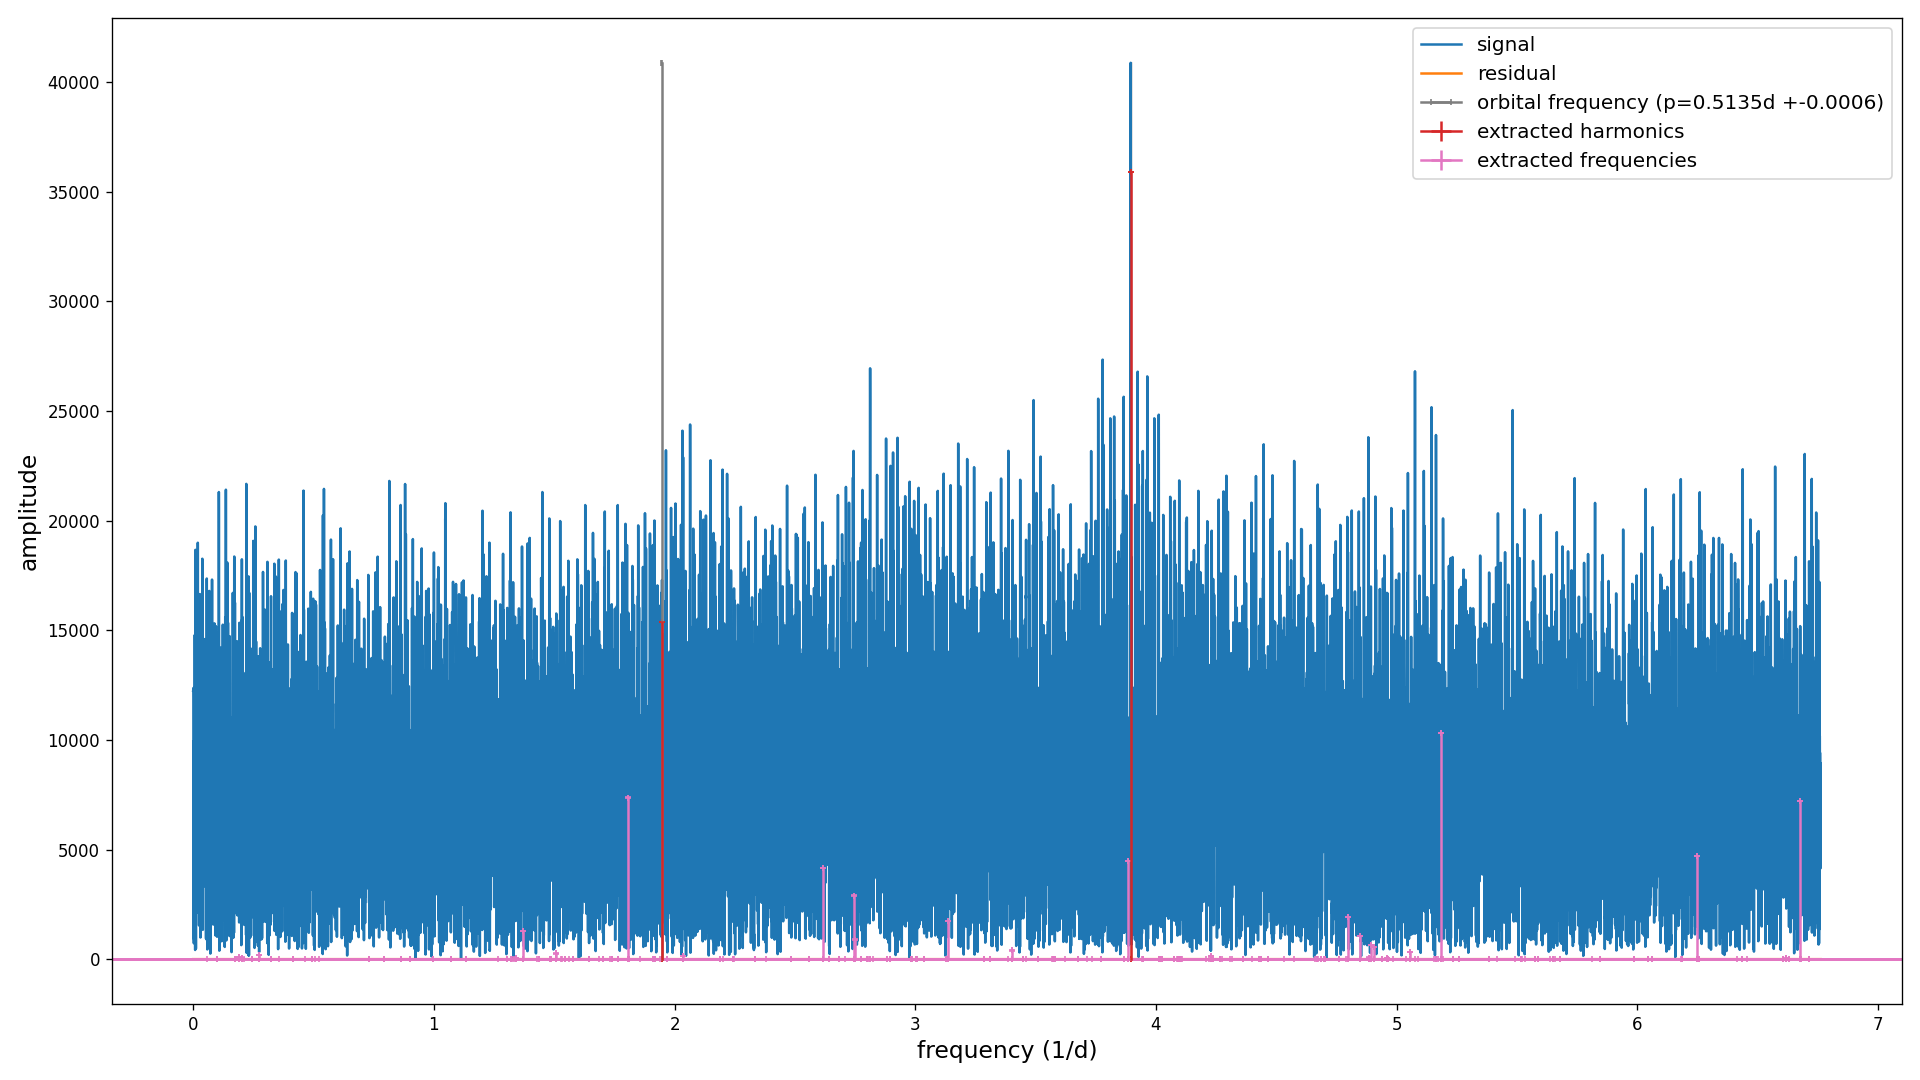 signal
residual
orbital frequency (p=0.5135d +-0.0006)
extracted harmonics
extracted frequencies
40000
35000
30000
25000
20000
15000
10000
5000
0
amplitude
0 1 2 3 4 5 6 7
frequency (1/d)